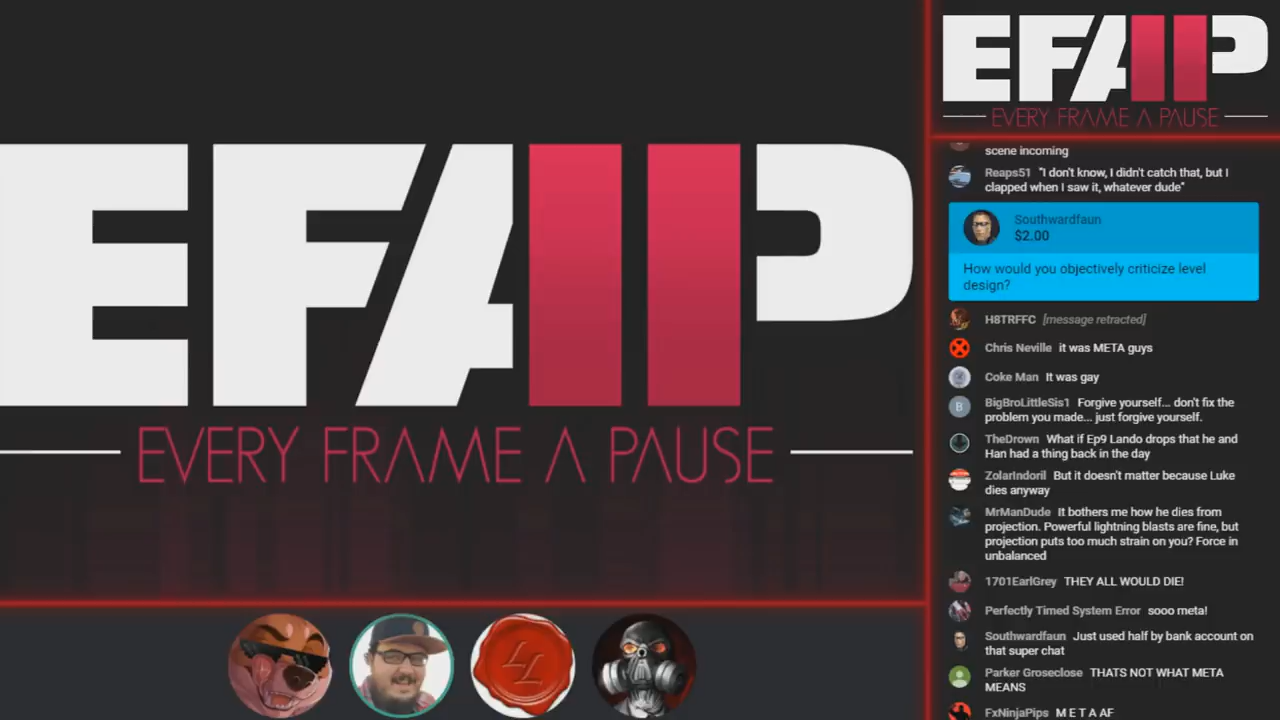 EFAP
EVERY FRAME A PAUSE
EFAP
EVERY FRAME A PAUSE
scene incoming
Reaps51 "I don't know, I didn't catch that, but I
clapped when I saw it, whatever dude"
Southwardfaun
$2.00
How would you objectively criticize level
design?
H8TRFFC [message retracted]
Chris Neville it was META guys
Coke Man It was gay
B BigBroLittleSis1 Forgive yourself... don't fix the
problem you made... just forgive yourself.
TheDrown What if Ep9 Lando drops that he and
Han had a thing back in the day
ZolarIndoril But it doesn't matter because Luke
dies anyway
MrManDude It bothers me how he dies from
projection. Powerful lightning blasts are fine, but
projection puts too much strain on you? Force in
unbalanced
1701EarlGrey THEY ALL WOULD DIE!
Perfectly Timed System Error sooo meta!
Southwardfaun Just used half by bank account on
that super chat
Parker Groseclose THATS NOT WHAT META
MEANS
FxNinjaPips M E T A AF
LL